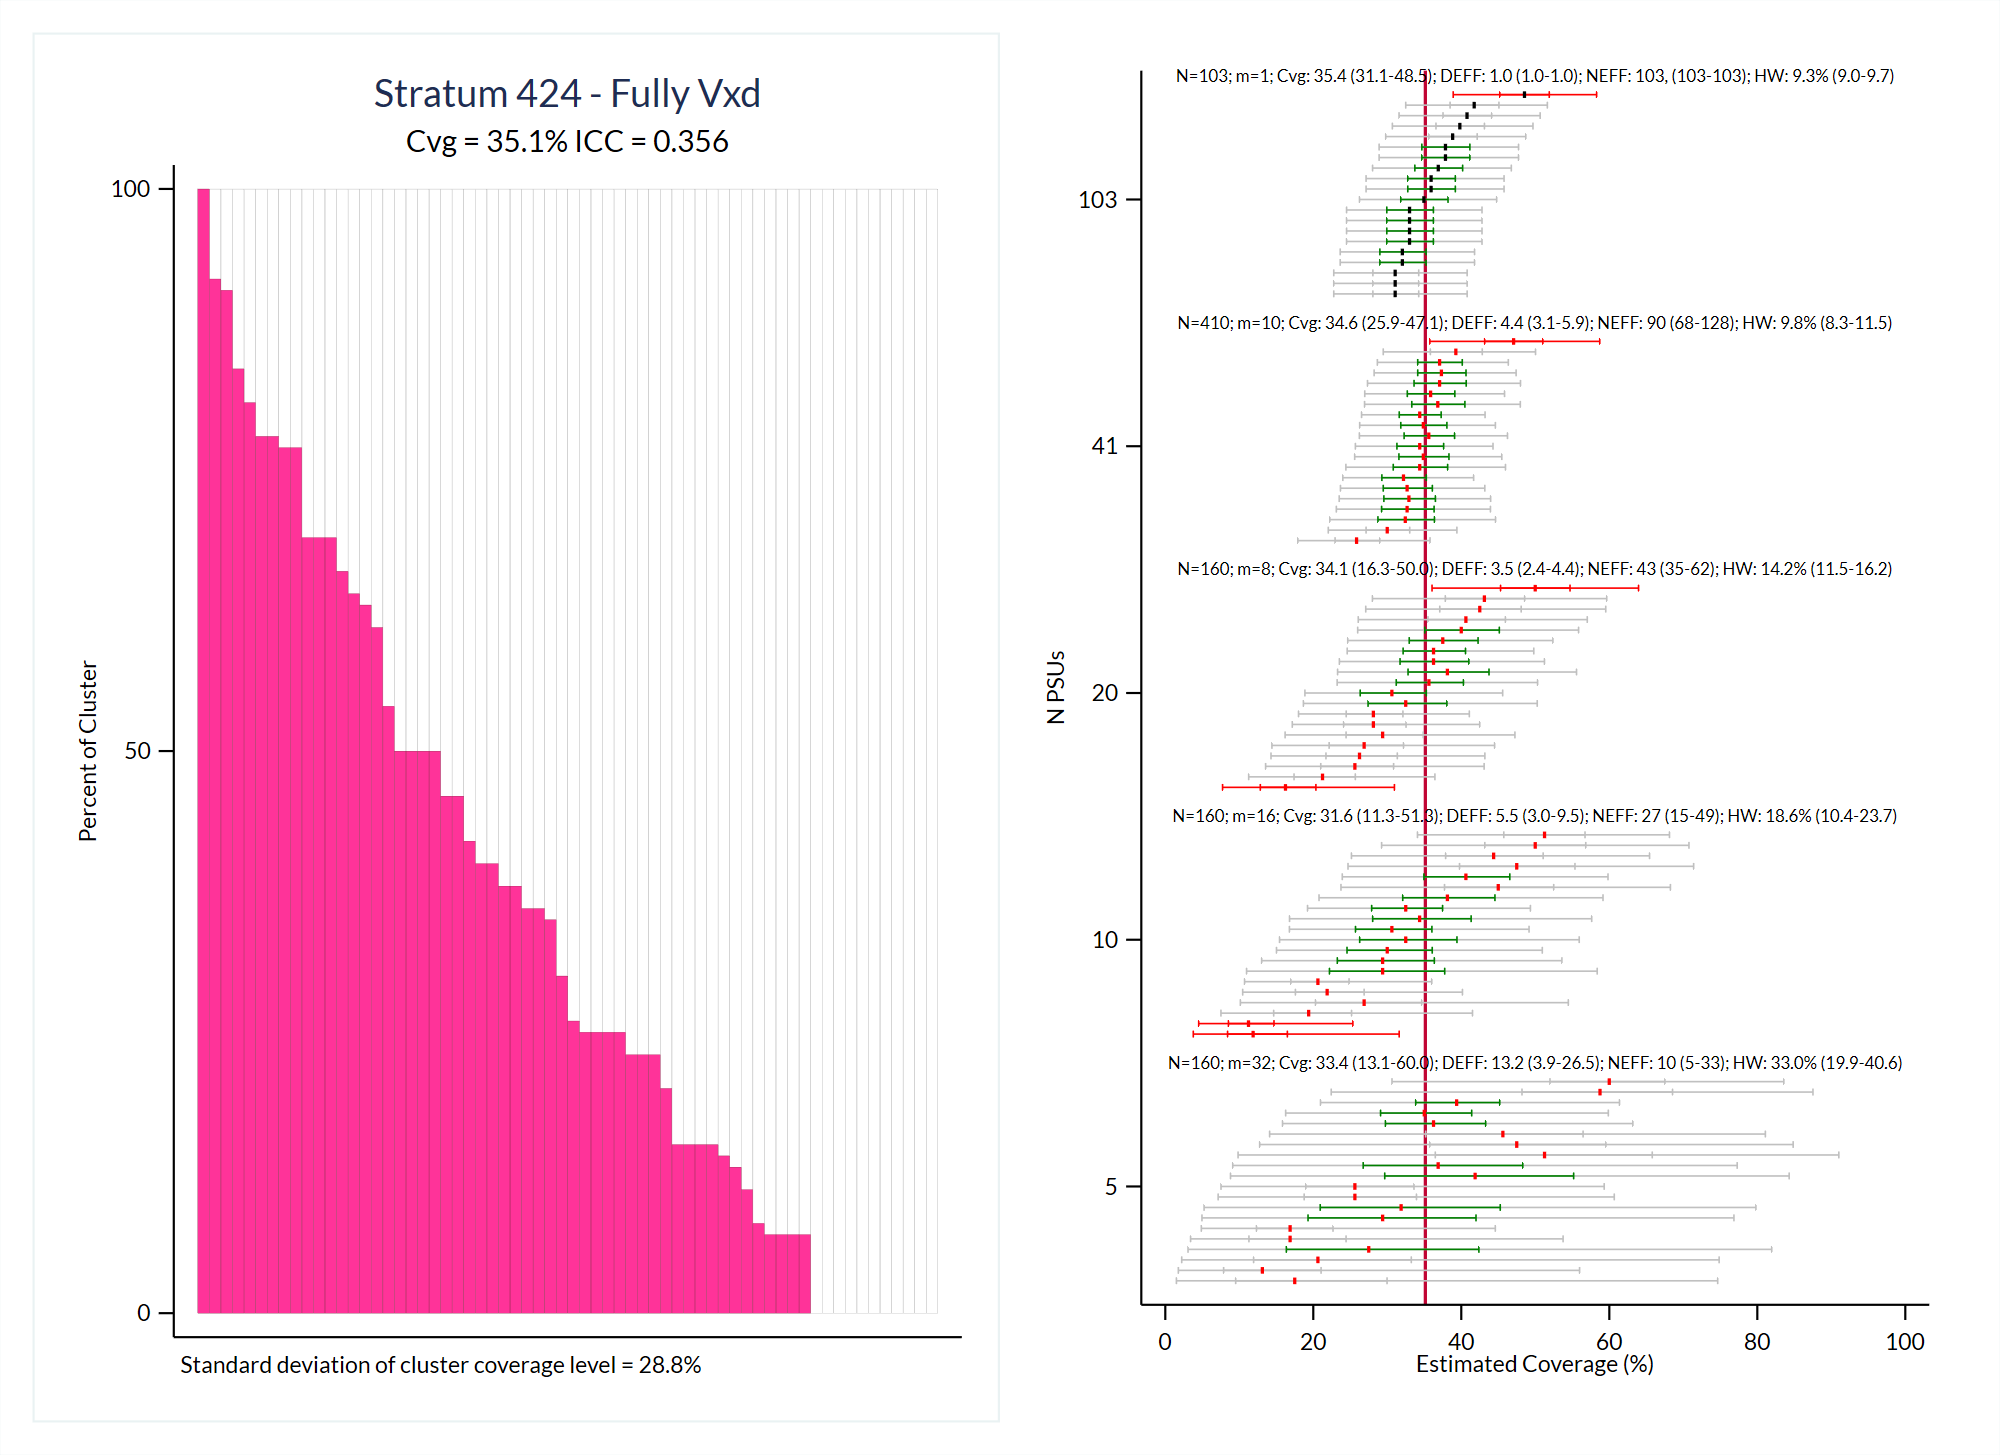 Stratum 424 - Fully Vxd
Cvg = 35.1% ICC = 0.356
100
50
0
Percent of Cluster
Standard deviation of cluster coverage level = 28.8%
N=103; m=1; Cvg: 35.4 (31.1-48.5); DEFF: 1.0 (1.0-1.0); NEFF: 103, (103-103); HW: 9.3% (9.0-9.7)
103
N=410; m=10; Cvg: 34.6 (25.9-47.1); DEFF: 4.4 (3.1-5.9); NEFF: 90 (68-128); HW: 9.8% (8.3-11.5)
41
N=160; m=8; Cvg: 34.1 (16.3-50.0); DEFF: 3.5 (2.4-4.4); NEFF: 43 (35-62); HW: 14.2% (11.5-16.2)
N PSUs
20
N=160; m=16; Cvg: 31.6 (11.3-51.3); DEFF: 5.5 (3.0-9.5); NEFF: 27 (15-49); HW: 18.6% (10.4-23.7)
10
N=160; m=32; Cvg: 33.4 (13.1-60.0); DEFF: 13.2 (3.9-26.5); NEFF: 10 (5-33); HW: 33.0% (19.9-40.6)
5
0 20 40 60 80 100
Estimated Coverage (%)